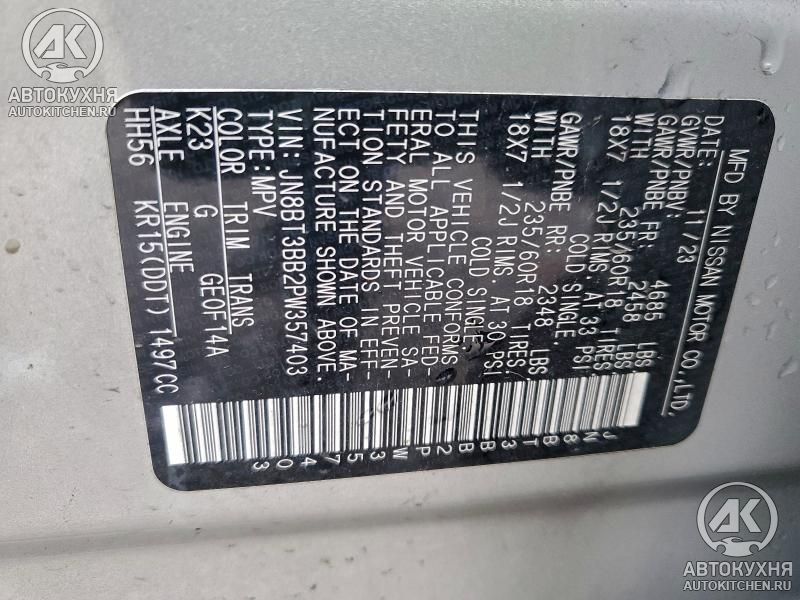 AK
АВТОКУХНЯ
AUTOKITCHEN.RU
MFD BY NISSAN MOTOR CO.,LTD.
DATE: 11/23
GVWR/PNBV: 4685 LBS
GAWR/PNBE FR: 2458 LBS
WITH 235/60R18 TIRES,
18X7 1/2J RIMS. AT 33 PSI
COLD SINGLE.
GAWR/PNBE RR: 2348 LBS
WITH 235/60R18 TIRES,
18X7 1/2J RIMS. AT 30 PSI
COLD SINGLE.
THIS VEHICLE CONFORMS
TO ALL APPLICABLE FED-
ERAL MOTOR VEHICLE SA-
FETY AND THEFT PREVEN-
TION STANDARDS IN EFF-
ECT ON THE DATE OF MA-
NUFACTURE SHOWN ABOVE.
VIN: JN8BT3BB2PW357403
TYPE: MPV
COLOR TRIM TRANS
K23 G GE0F14A
AXLE ENGINE
HH56 KR15(DDT) 1497CC
JN8BT3BB2PW357403
AK
АВТОКУХНЯ
AUTOKITCHEN.RU